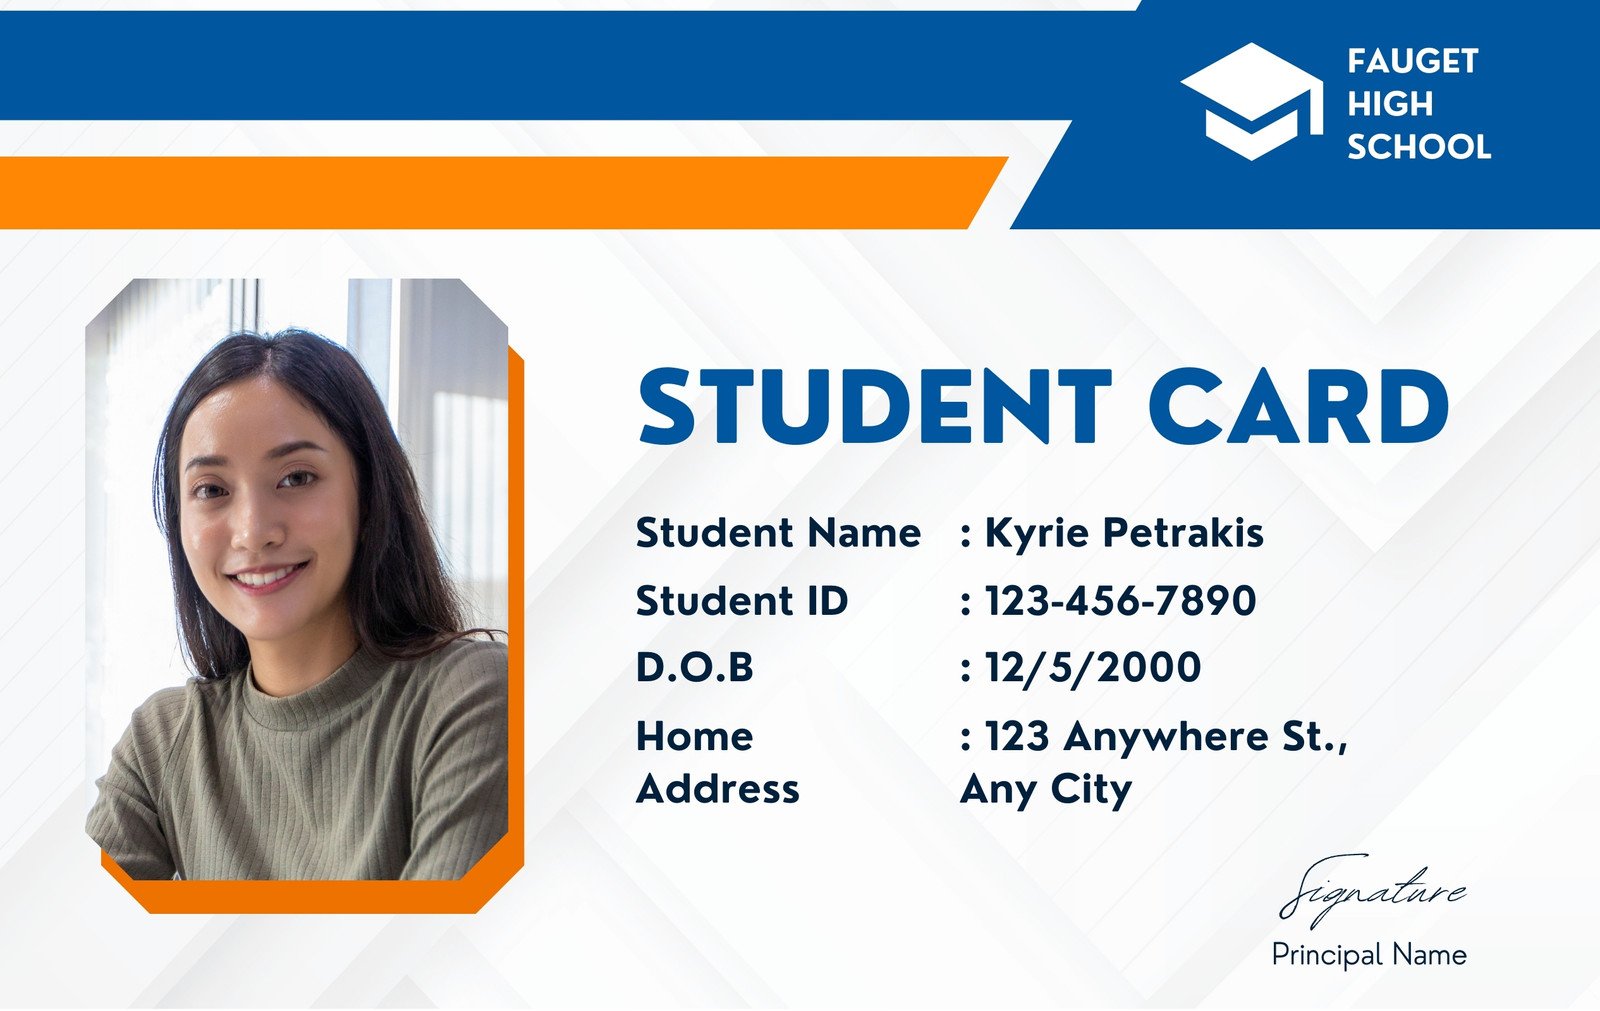 FAUGET
HIGH
SCHOOL
STUDENT CARD
Student Name : Kyrie Petrakis
Student ID : 123-456-7890
D.O.B : 12/5/2000
Home : 123 Anywhere St.,
Address Any City
Signature
Principal Name